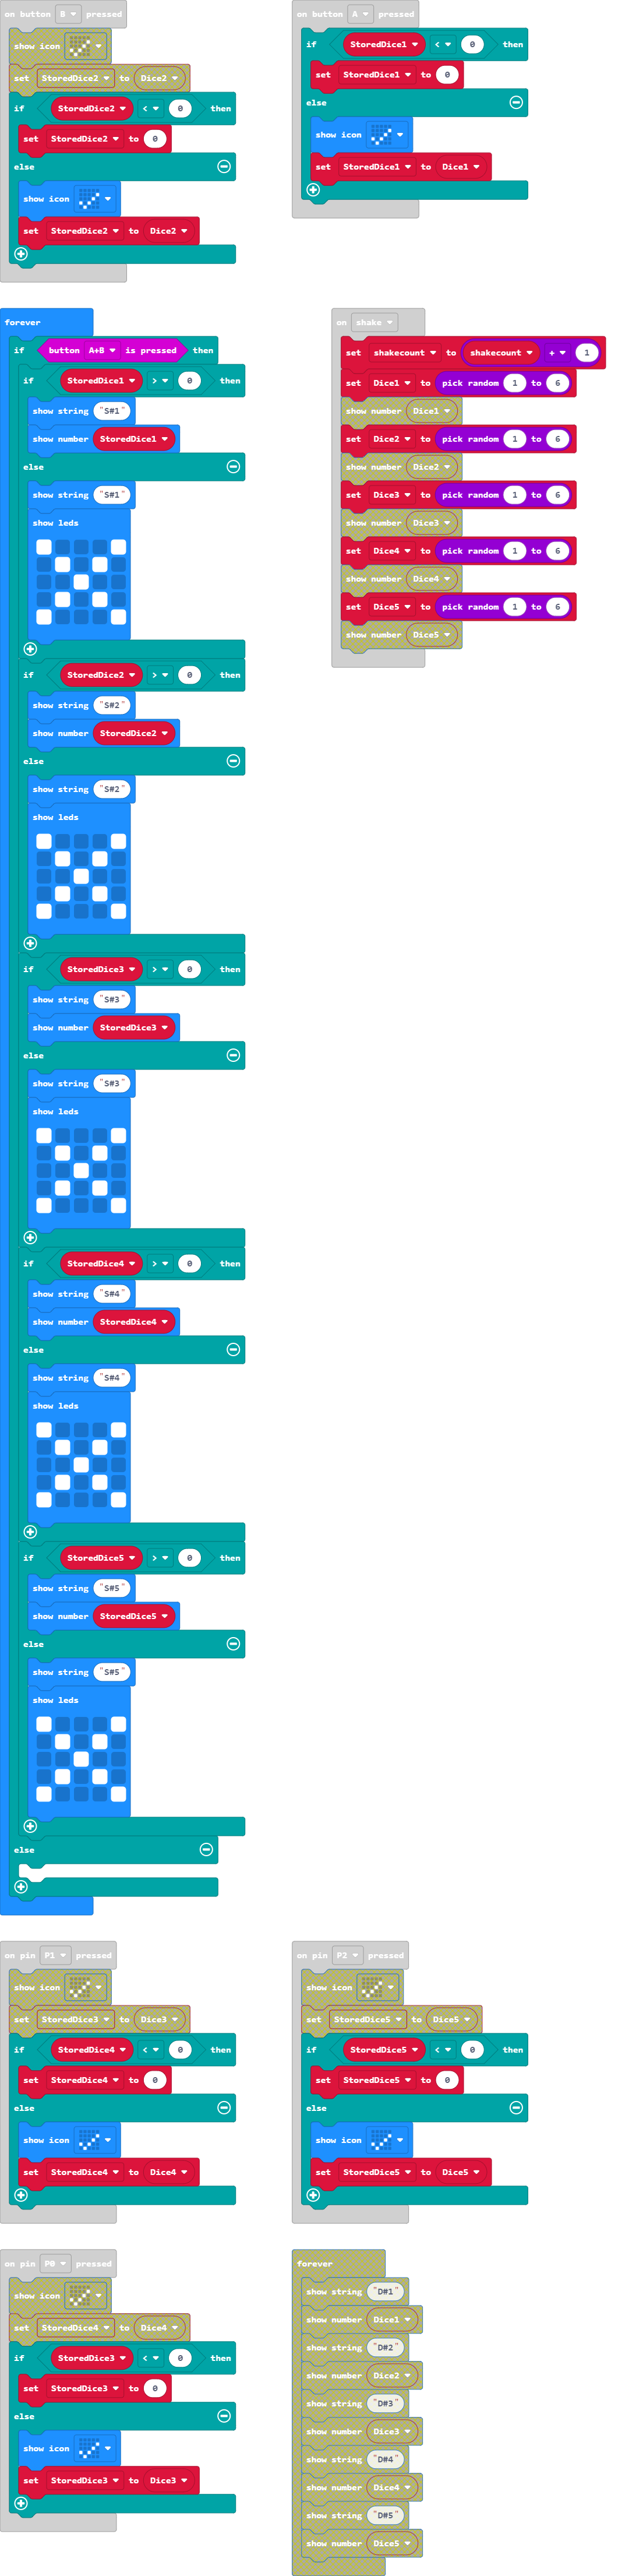 on button B pressed
show icon
set StoredDice2 to Dice2
if StoredDice2 < 0 then
set StoredDice2 to 0
else
show icon
set StoredDice2 to Dice2
on button A pressed
if StoredDice1 < 0 then
set StoredDice1 to 0
else
show icon
set StoredDice1 to Dice1
forever
if button A+B is pressed then
if StoredDice1 > 0 then
show string "S#1"
show number StoredDice1
else
show string "S#1"
show leds
if StoredDice2 > 0 then
show string "S#2"
show number StoredDice2
else
show string "S#2"
show leds
if StoredDice3 > 0 then
show string "S#3"
show number StoredDice3
else
show string "S#3"
show leds
if StoredDice4 > 0 then
show string "S#4"
show number StoredDice4
else
show string "S#4"
show leds
if StoredDice5 > 0 then
show string "S#5"
show number StoredDice5
else
show string "S#5"
show leds
else
on shake
set shakecount to shakecount + 1
set Dice1 to pick random 1 to 6
show number Dice1
set Dice2 to pick random 1 to 6
show number Dice2
set Dice3 to pick random 1 to 6
show number Dice3
set Dice4 to pick random 1 to 6
show number Dice4
set Dice5 to pick random 1 to 6
show number Dice5
on pin P1 pressed
show icon
set StoredDice3 to Dice3
if StoredDice4 < 0 then
set StoredDice4 to 0
else
show icon
set StoredDice4 to Dice4
on pin P2 pressed
show icon
set StoredDice5 to Dice5
if StoredDice5 < 0 then
set StoredDice5 to 0
else
show icon
set StoredDice5 to Dice5
on pin P0 pressed
show icon
set StoredDice4 to Dice4
if StoredDice3 < 0 then
set StoredDice3 to 0
else
show icon
set StoredDice3 to Dice3
forever
show string "D#1"
show number Dice1
show string "D#2"
show number Dice2
show string "D#3"
show number Dice3
show string "D#4"
show number Dice4
show string "D#5"
show number Dice5